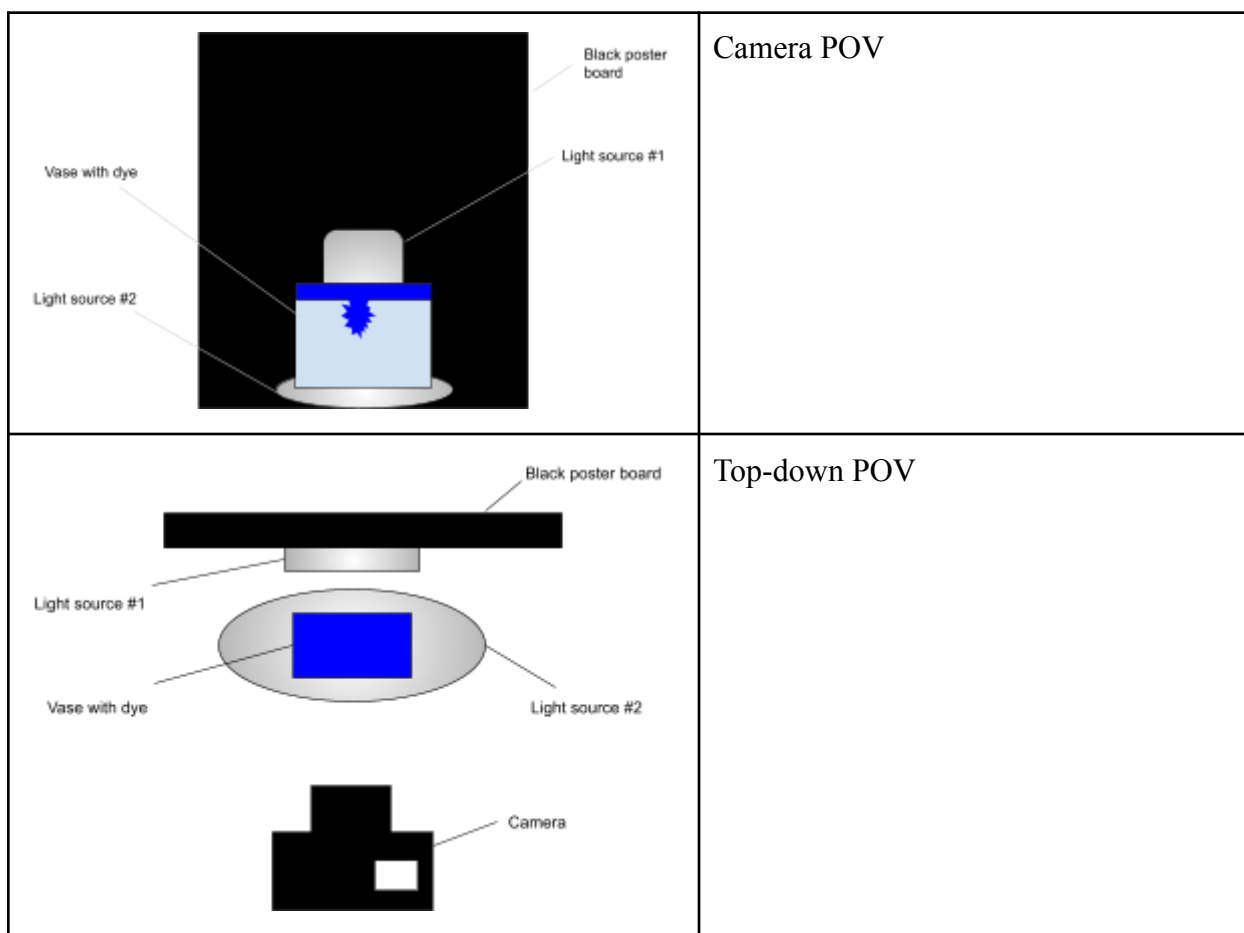 Camera POV
Black poster
board
Light source #1
Vase with dye
Light source #2
Top-down POV
Black poster board
Light source #1
Vase with dye
Light source #2
Camera